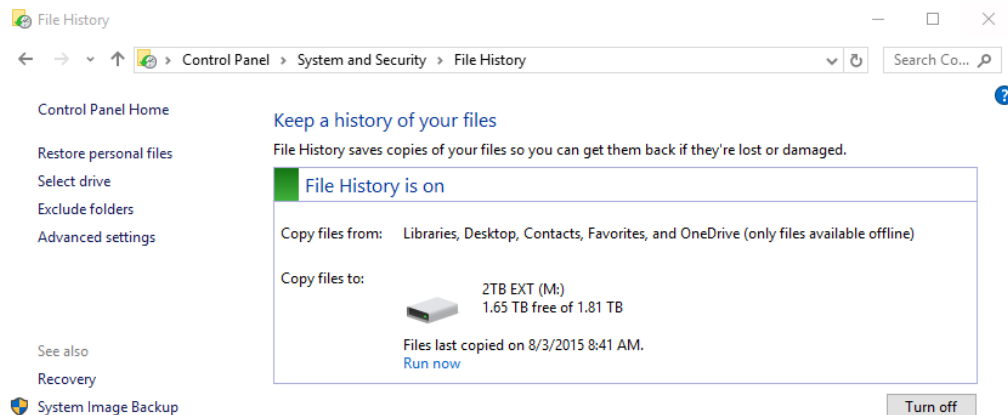 File History
Control Panel > System and Security > File History
Search Co...
Control Panel Home
Restore personal files
Select drive
Exclude folders
Advanced settings
See also
Recovery
System Image Backup
Keep a history of your files
File History saves copies of your files so you can get them back if they're lost or damaged.
File History is on
Copy files from: Libraries, Desktop, Contacts, Favorites, and OneDrive (only files available offline)
Copy files to:
2TB EXT (M:)
1.65 TB free of 1.81 TB
Files last copied on 8/3/2015 8:41 AM.
Run now
Turn off